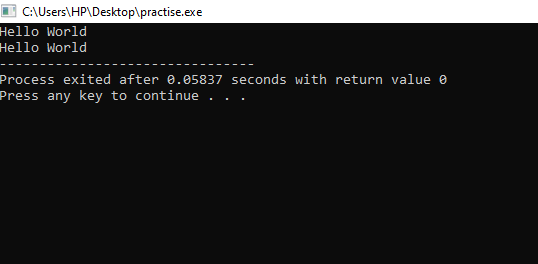 C:\Users\HP\Desktop\practise.exe
Hello World
Hello World
--------------------------------
Process exited after 0.05837 seconds with return value 0
Press any key to continue . . .